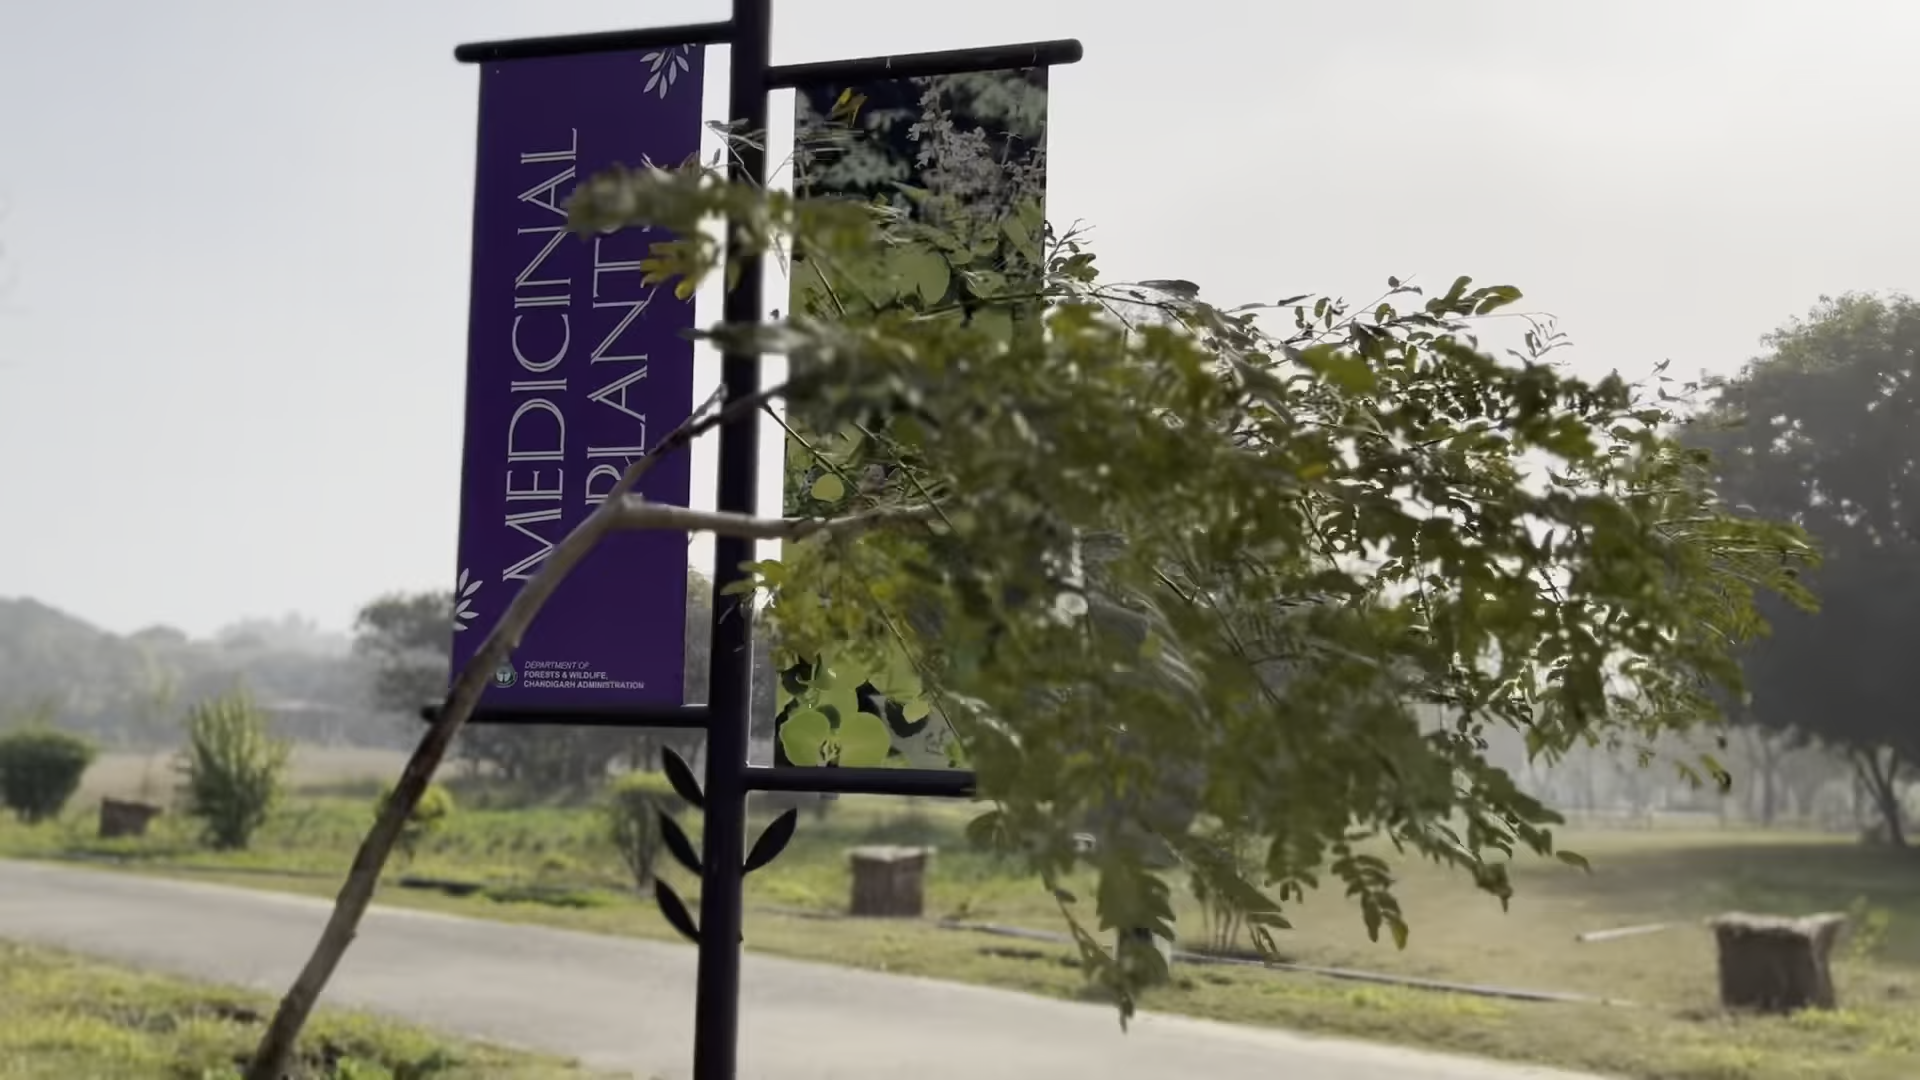 MEDICINAL
PLANTS
DEPARTMENT OF
FORESTS & WILDLIFE,
CHANDIGARH ADMINISTRATION